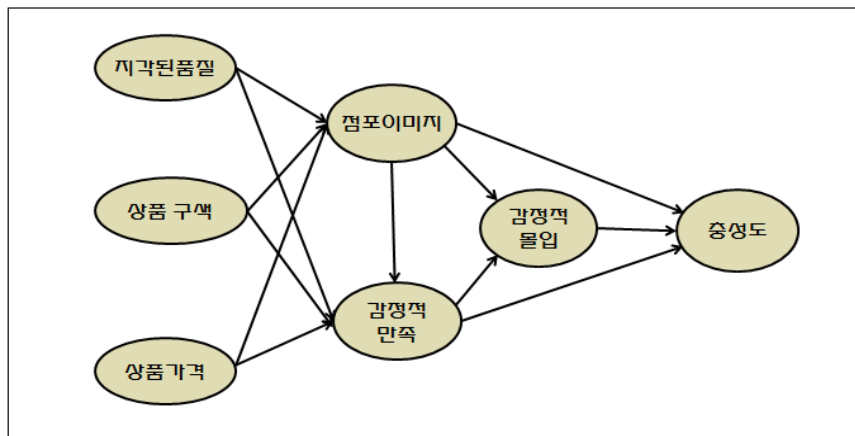 지각된품질
점포이미지
상품 구색
감정적
몰입
충성도
감정적
만족
상품가격